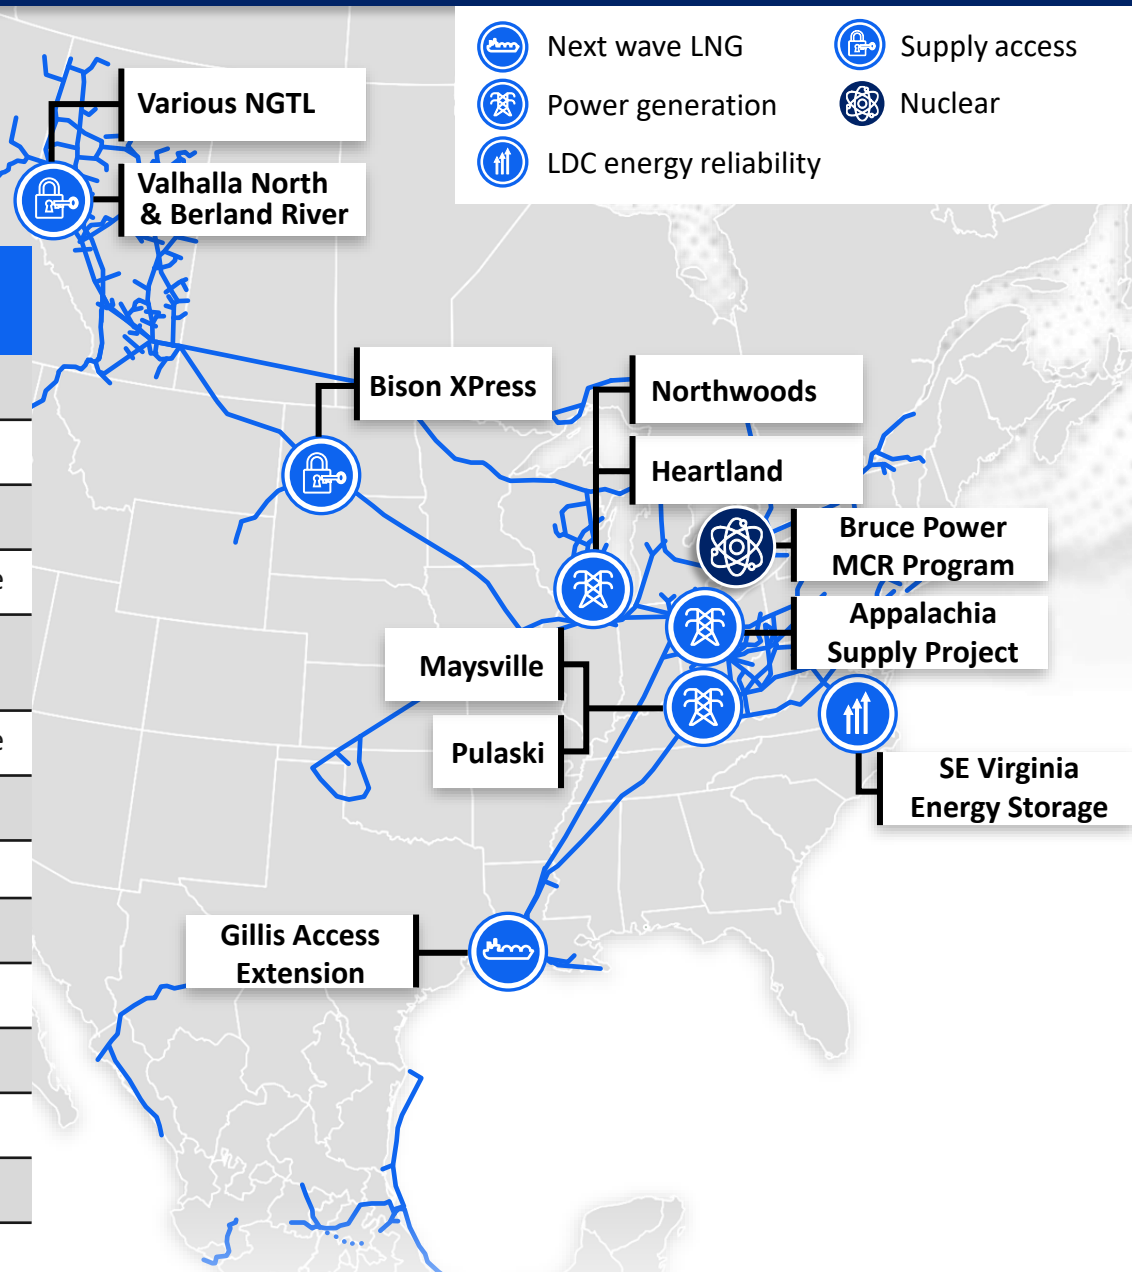 Next wave LNG
Supply access
Power generation
Nuclear
LDC energy reliability
Various NGTL
Valhalla North
& Berland River
Bison XPress
Northwoods
Heartland
Bruce Power
MCR Program
Appalachia
Supply Project
Maysville
Pulaski
SE Virginia
Energy Storage
Gillis Access
Extension
e
e